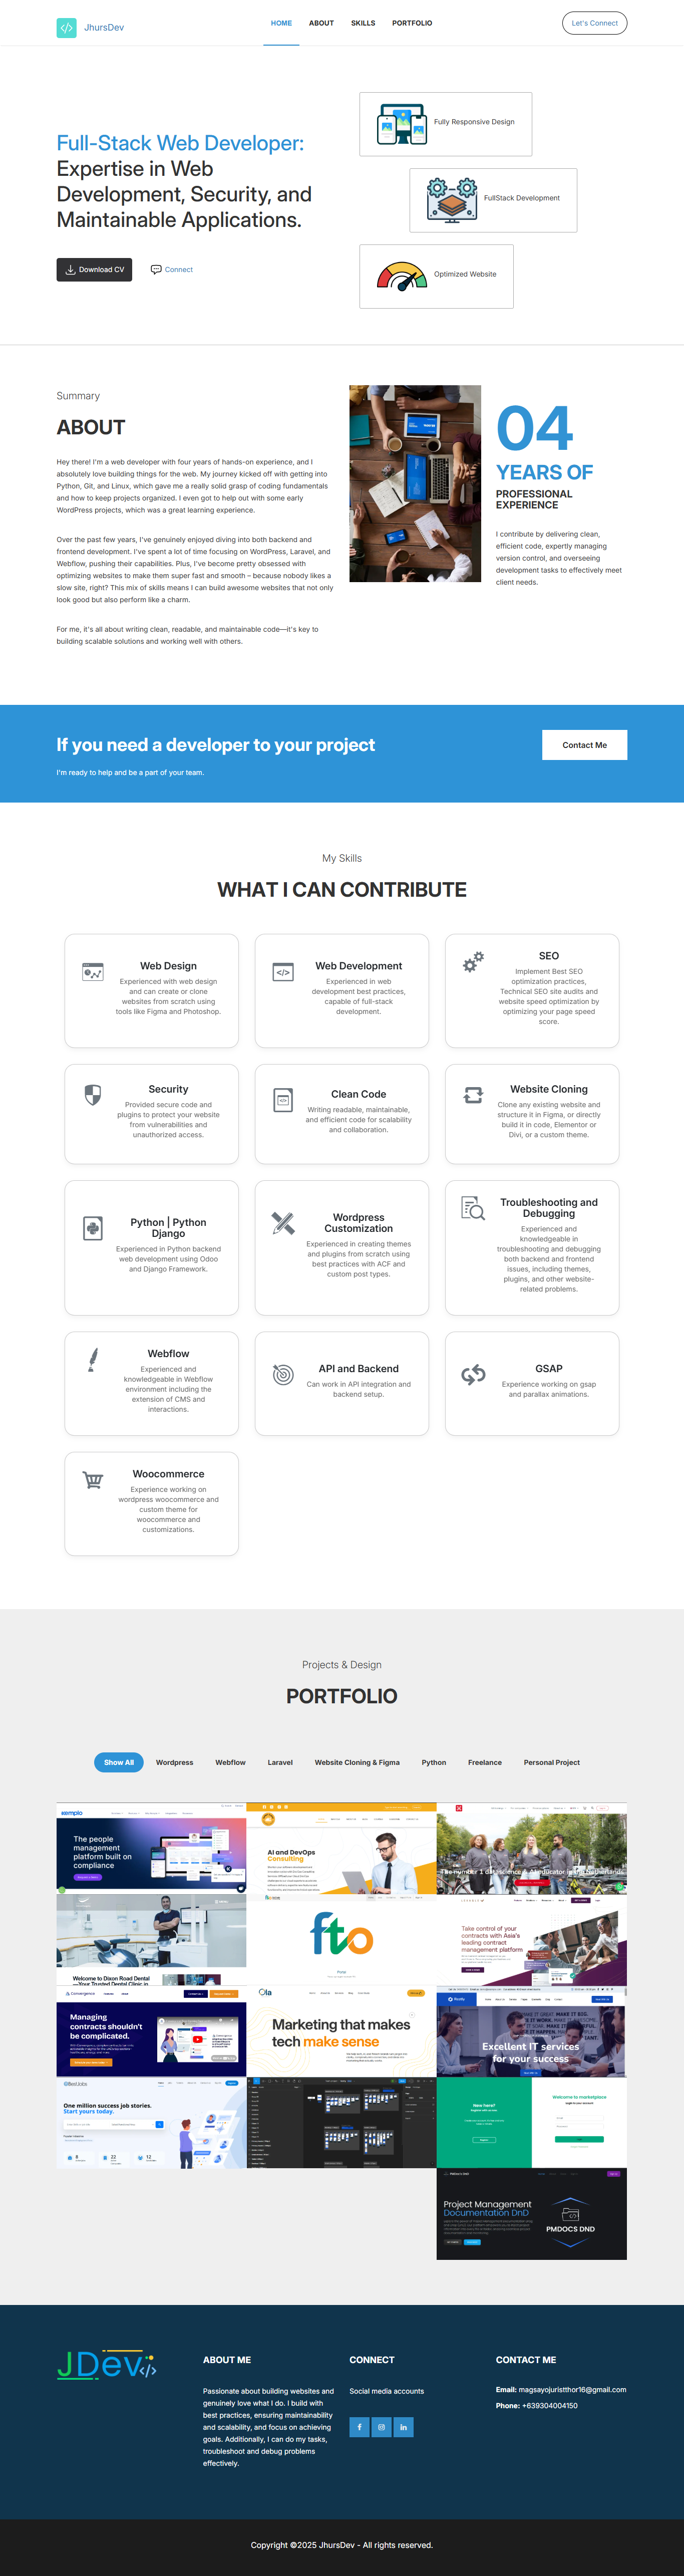 JhursDev
HOME
ABOUT
SKILLS
PORTFOLIO
Let's Connect
Full-Stack Web Developer:
Expertise in Web
Development, Security, and
Maintainable Applications.
Download CV
Connect
Fully Responsive Design
FullStack Development
Optimized Website
Summary
ABOUT
Hey there! I'm a web developer with four years of hands-on experience, and I
absolutely love building things for the web. My journey kicked off with getting into
Python, Git, and Linux, which gave me a really solid grasp of coding fundamentals
and how to keep projects organized. I even got to help out with some early
WordPress projects, which was a great learning experience.
Over the past few years, I've genuinely enjoyed diving into both backend and
frontend development. I've spent a lot of time focusing on WordPress, Laravel, and
Webflow, pushing their capabilities. Plus, I've become pretty obsessed with
optimizing websites to make them super fast and smooth – because nobody likes a
slow site, right? This mix of skills means I can build awesome websites that not only
look good but also perform like a charm.
For me, it's all about writing clean, readable, and maintainable code—it's key to
building scalable solutions and working well with others.
04
YEARS OF
PROFESSIONAL
EXPERIENCE
I contribute by delivering clean,
efficient code, expertly managing
version control, and overseeing
development tasks to effectively meet
client needs.
If you need a developer to your project
I'm ready to help and be a part of your team.
Contact Me
My Skills
WHAT I CAN CONTRIBUTE
Web Design
Experienced with web design
and can create or clone
websites from scratch using
tools like Figma and Photoshop.
Web Development
Experienced in web
development best practices,
capable of full-stack
development.
SEO
Implement Best SEO
optimization practices,
Technical SEO site audits and
website speed optimization by
optimizing your page speed
score.
Security
Provided secure code and
plugins to protect your website
from vulnerabilities and
unauthorized access.
Clean Code
Writing readable, maintainable,
and efficient code for scalability
and collaboration.
Website Cloning
Clone any existing website and
structure it in Figma, or directly
build it in code, Elementor or
Divi, or a custom theme.
Python | Python
Django
Experienced in Python backend
web development using Odoo
and Django Framework.
Wordpress
Customization
Experienced in creating themes
and plugins from scratch using
best practices with ACF and
custom post types.
Troubleshooting and
Debugging
Experienced and
knowledgeable in
troubleshooting and debugging
both backend and frontend
issues, including themes,
plugins, and other website-
related problems.
Webflow
Experienced and
knowledgeable in Webflow
environment including the
extension of CMS and
interactions.
API and Backend
Can work in API integration and
backend setup.
GSAP
Experience working on gsap
and parallax animations.
Woocommerce
Experience working on
wordpress woocommerce and
custom theme for
woocommerce and
customizations.
Projects & Design
PORTFOLIO
Show All
Wordpress
Webflow
Laravel
Website Cloning & Figma
Python
Freelance
Personal Project
kempio
The people
management
platform built on
compliance
AI and DevOps
Consulting
The number 1 data science & AI educator in the Netherlands
Welcome to Dixon Road Dental
—Your Trusted Dental Clinic in
fto
Take control of your
contracts with Asia's
leading contract
management platform
Convergence
Managing
contracts shouldn't
be complicated.
Ola
Marketing that makes
tech make sense
Excellent IT services
for your success
One million success job stories.
Start yours today.
New here?
Welcome to marketplace
Project Management
Documentation DnD
PMDOCS DND
JDev </>
ABOUT ME
Passionate about building websites and
genuinely love what I do. I build with
best practices, ensuring maintainability
and scalability, and focus on achieving
goals. Additionally, I can do my tasks,
troubleshoot and debug problems
effectively.
CONNECT
Social media accounts
CONTACT ME
Email: magsayojuristthor16@gmail.com
Phone: +639304004150
Copyright ©2025 JhursDev - All rights reserved.